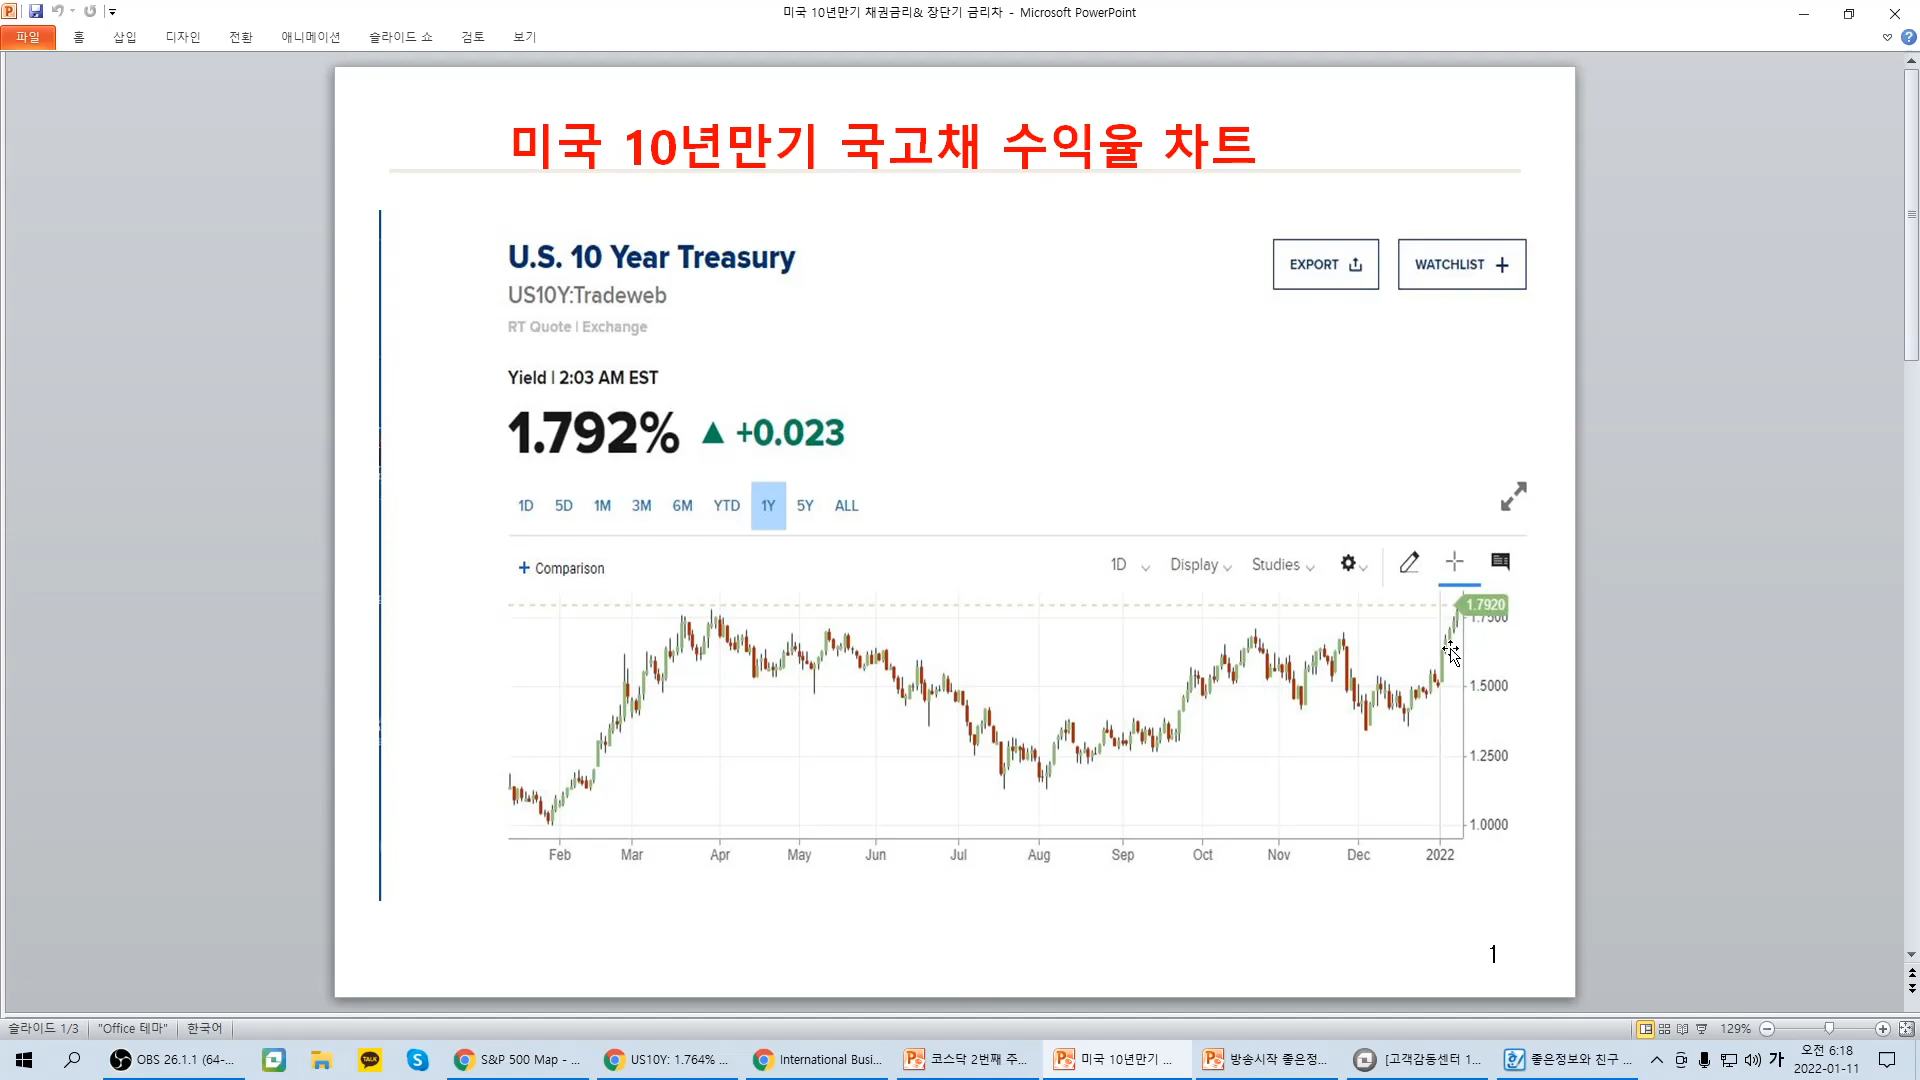 미국 10년만기 채권금리& 장단기 금리차 - Microsoft PowerPoint
파일 홈 삽입 디자인 전환 애니메이션 슬라이드 쇼 검토 보기
미국 10년만기 국고채 수익율 차트
U.S. 10 Year Treasury
EXPORT WATCHLIST +
US10Y:Tradeweb
RT Quote | Exchange
Yield | 2:03 AM EST
1.792% ▲ +0.023
1D 5D 1M 3M 6M YTD 1Y 5Y ALL
+ Comparison 1D Display Studies
1.7920
1.7500
1.5000
1.2500
1.0000
Feb Mar Apr May Jun Jul Aug Sep Oct Nov Dec 2022
1
슬라이드 1/3 "Office 테마" 한국어 129%
OBS 26.1.1 (64-... TALK S&P 500 Map - ... US10Y: 1.764% ... International Busi... 코스닥 2번째 주... 미국 10년만기 ... 방송시작 좋은정... [고객감동센터 1... 좋은정보와 친구 ... 가 오전 6:18
2022-01-11